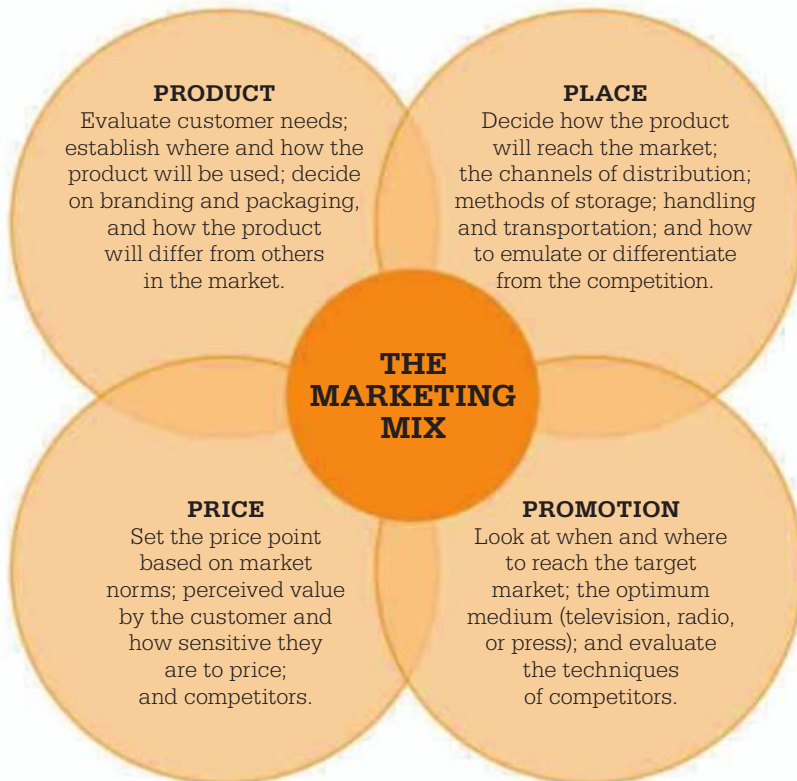 PRODUCT
Evaluate customer needs;
establish where and how the
product will be used; decide
on branding and packaging,
and how the product
will differ from others
in the market.
PLACE
Decide how the product
will reach the market;
the channels of distribution;
methods of storage; handling
and transportation; and how
to emulate or differentiate
from the competition.
THE
MARKETING
MIX
PRICE
Set the price point
based on market
norms; perceived value
by the customer and
how sensitive they
are to price;
and competitors.
PROMOTION
Look at when and where
to reach the target
market; the optimum
medium (television, radio,
or press); and evaluate
the techniques
of competitors.